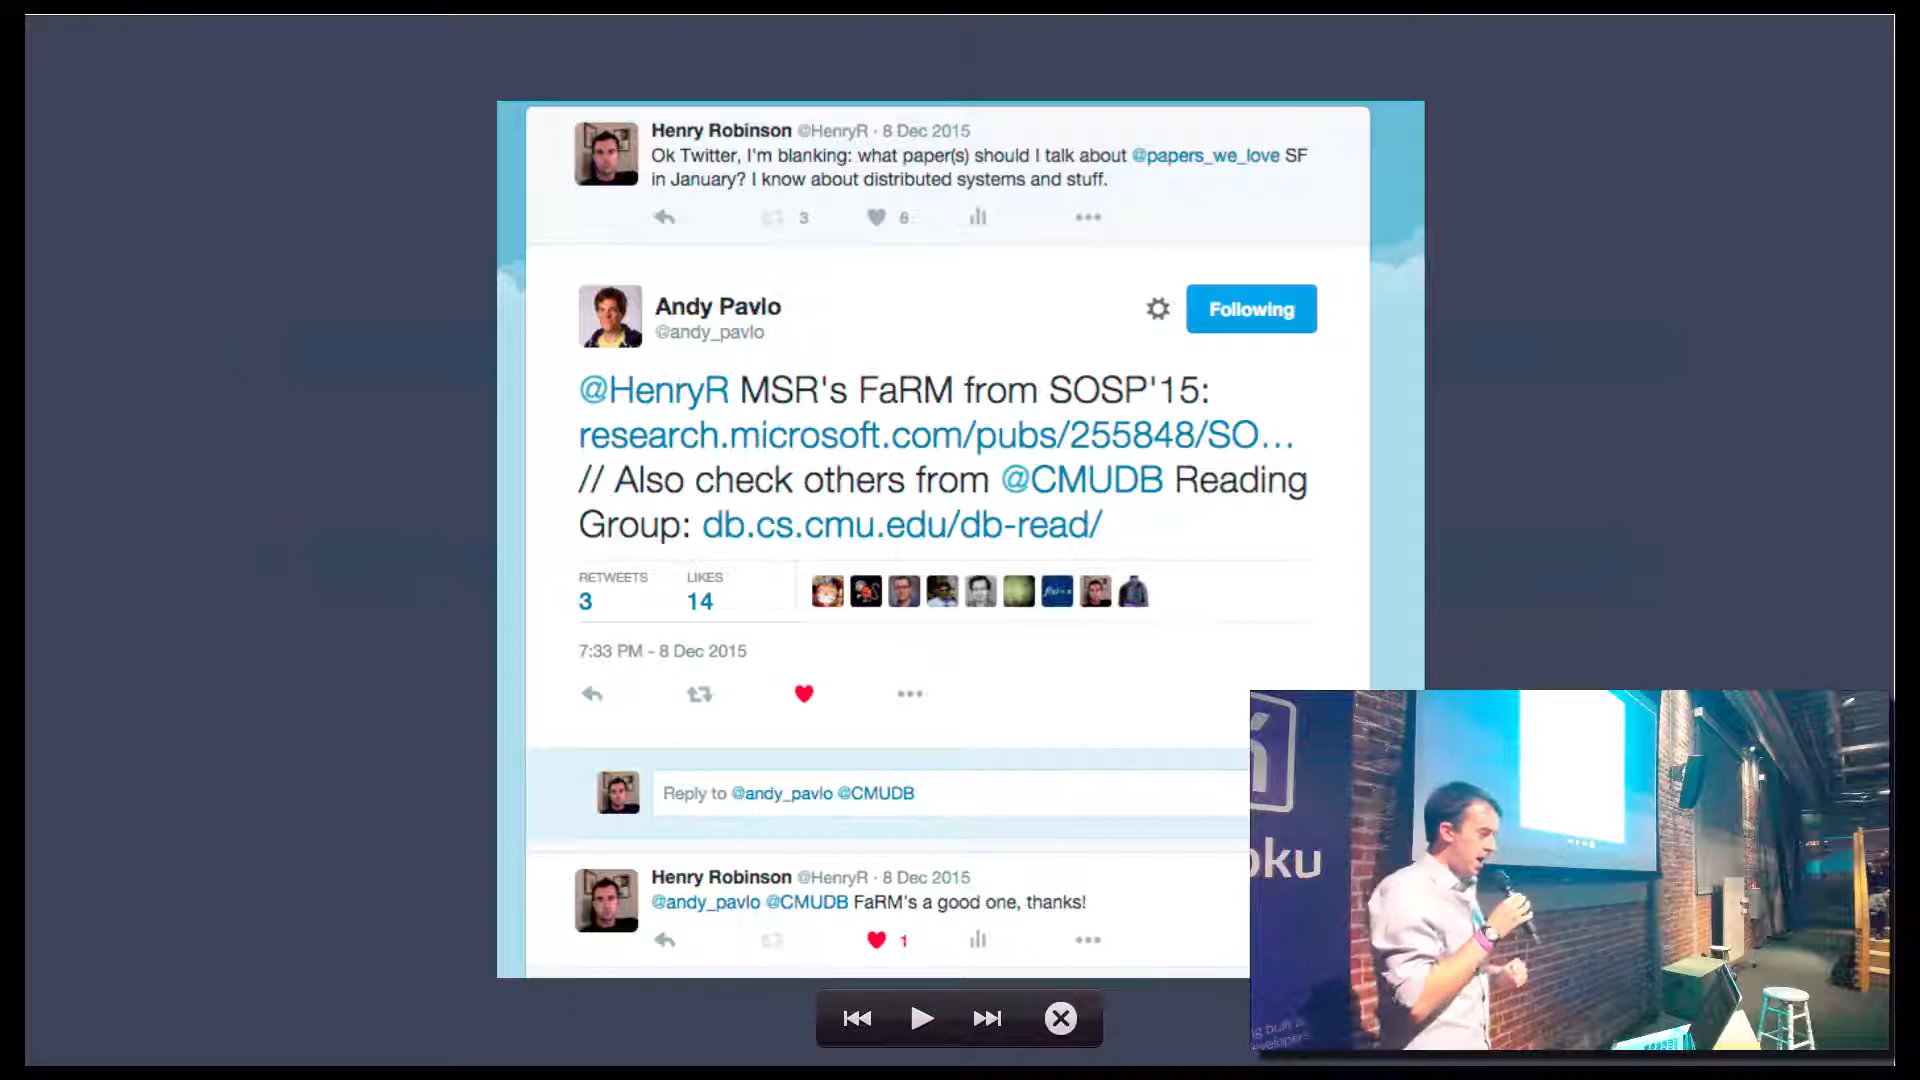 Henry Robinson @HenryR · 8 Dec 2015
Ok Twitter, I'm blanking: what paper(s) should I talk about @papers_we_love SF
in January? I know about distributed systems and stuff.
3 6
Andy Pavlo
@andy_pavlo
Following
@HenryR MSR's FaRM from SOSP'15:
research.microsoft.com/pubs/255848/SO…
// Also check others from @CMUDB Reading
Group: db.cs.cmu.edu/db-read/
RETWEETS LIKES
3 14
7:33 PM - 8 Dec 2015
Reply to @andy_pavlo @CMUDB
Henry Robinson @HenryR · 8 Dec 2015
@andy_pavlo @CMUDB FaRM's a good one, thanks!
1
oku